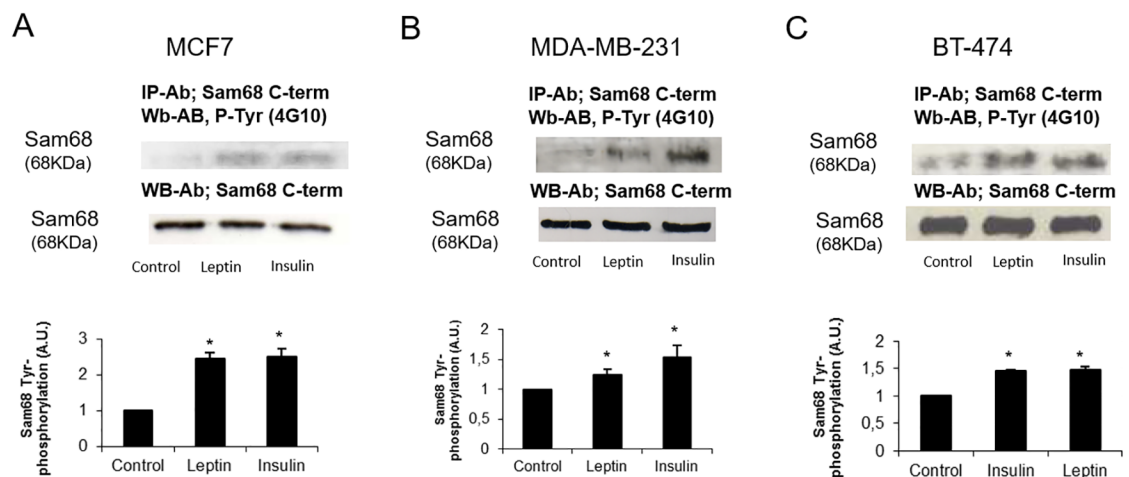 A
MCF7
IP-Ab; Sam68 C-term
Wb-AB, P-Tyr (4G10)
Sam68
(68KDa)
WB-Ab; Sam68 C-term
Sam68
(68KDa)
Control Leptin Insulin
Sam68 Tyr-
phosphorylation (A.U.)
3
2
1
0
*
*
Control Leptin Insulin
B
MDA-MB-231
IP-Ab; Sam68 C-term
Wb-AB, P-Tyr (4G10)
Sam68
(68KDa)
WB-Ab; Sam68 C-term
Sam68
(68KDa)
Control Leptin Insulin
Sam68 Tyr-
phosphorylation (A.U.)
2
1,5
1
0,5
0
*
*
Control Leptin Insulin
C
BT-474
IP-Ab; Sam68 C-term
Wb-AB, P-Tyr (4G10)
Sam68
(68KDa)
WB-Ab; Sam68 C-term
Sam68
(68KDa)
Control Leptin Insulin
Sam68 Tyr-
phosphorylation (A.U.)
2
1,5
1
0,5
0
*
*
Control Insulin Leptin